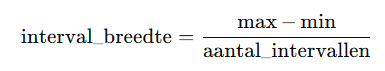 interval_breedte = max − min / aantal_intervallen